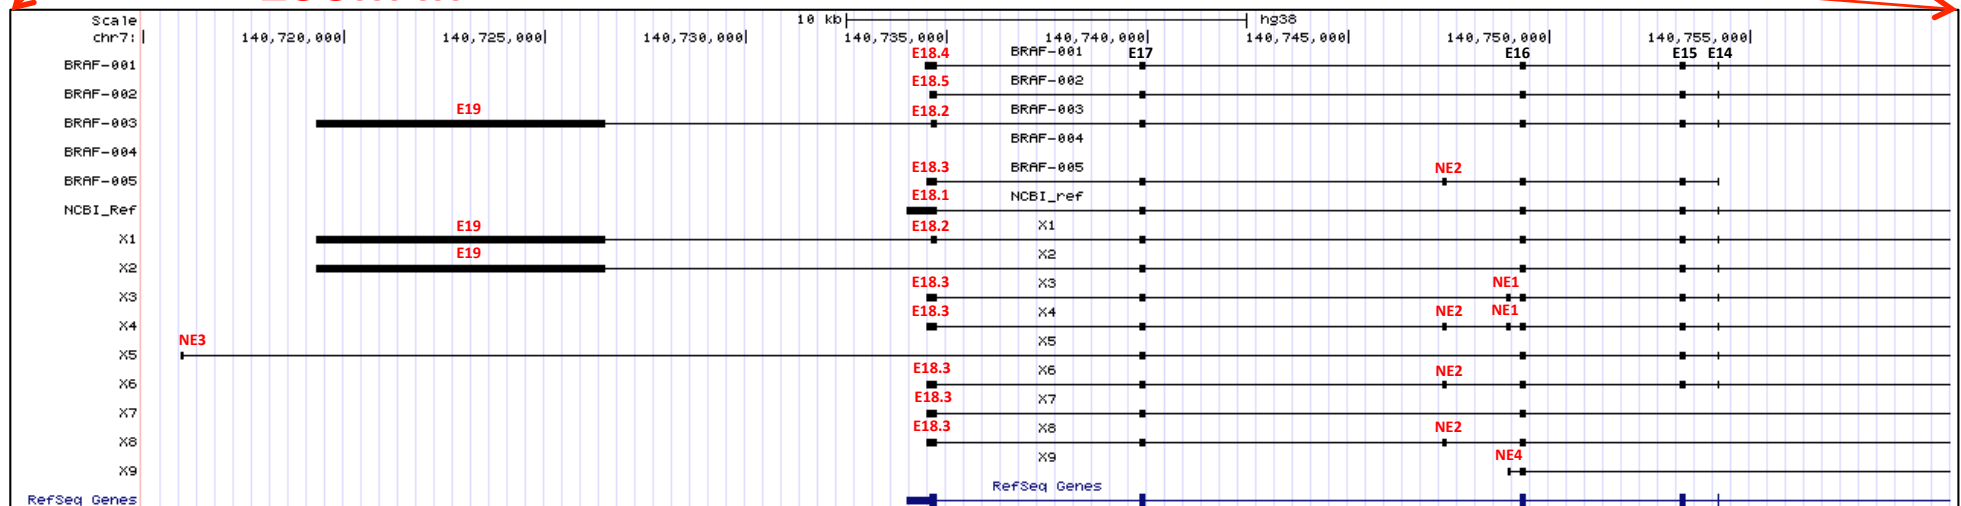 Scale 10 kb hg38
chr7: 140,720,000 140,725,000 140,730,000 140,735,000 140,740,000 140,745,000 140,750,000 140,755,000
E18.4 BRAF-001 E17 E16 E15 E14
BRAF-001
E18.5 BRAF-002
BRAF-002
E19 E18.2 BRAF-003
BRAF-003
BRAF-004
BRAF-004
E18.3 BRAF-005 NE2
BRAF-005
E18.1 NCBI_ref
NCBI_Ref
E19 E18.2 X1
X1
E19 X2
X2
E18.3 X3 NE1
X3
E18.3 X4 NE2 NE1
X4
NE3 X5
X5
E18.3 X6 NE2
X6
E18.3 X7
X7
E18.3 X8 NE2
X8
X9 NE4
X9
RefSeq Genes
RefSeq Genes